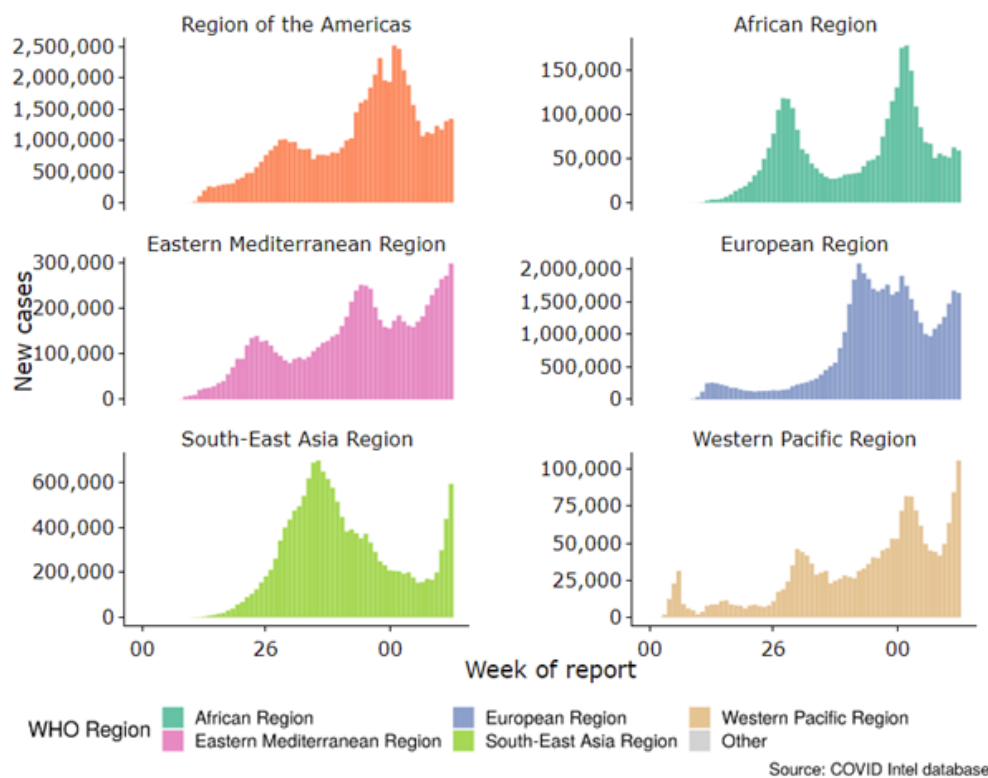 Region of the Americas
African Region
2,500,000
2,000,000
1,500,000
1,000,000
500,000
0
150,000
100,000
50,000
0
Eastern Mediterranean Region
European Region
300,000
200,000
100,000
0
2,000,000
1,500,000
1,000,000
500,000
0
New cases
South-East Asia Region
Western Pacific Region
600,000
400,000
200,000
0
100,000
75,000
50,000
25,000
0
00 26 00
00 26 00
Week of report
WHO Region
African Region
European Region
Western Pacific Region
Eastern Mediterranean Region
South-East Asia Region
Other
Source: COVID Intel database